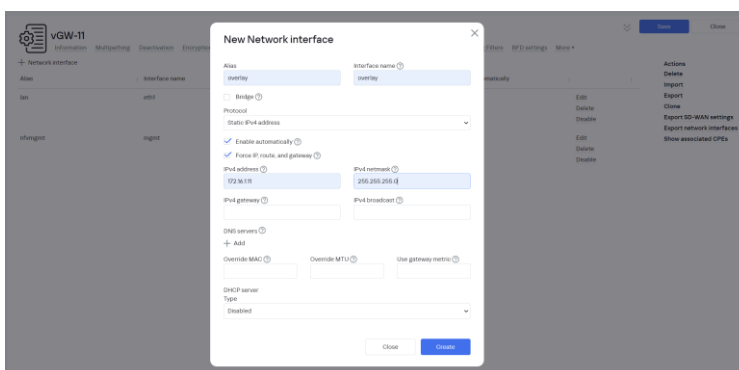 vGW-11
Information Multipathing Deactivation Encryption
Filters BFD settings More
Save Close
+ Network interface
Alias Interface name
lan eth1
nfvmgmt mgmt
Edit
Delete
Disable
Edit
Delete
Disable
Actions
Delete
Import
Export
Clone
Export SD-WAN settings
Export network interfaces
Show associated CPEs
New Network interface
Alias Interface name
overlay overlay
Bridge
Protocol
Static IPv4 address
Enable automatically
Force IP, route, and gateway
IPv4 address IPv4 netmask
172.16.1.11 255.255.255.0
IPv4 gateway IPv4 broadcast
DNS servers
+ Add
Override MAC Override MTU Use gateway metric
DHCP server
Type
Disabled
Close Create